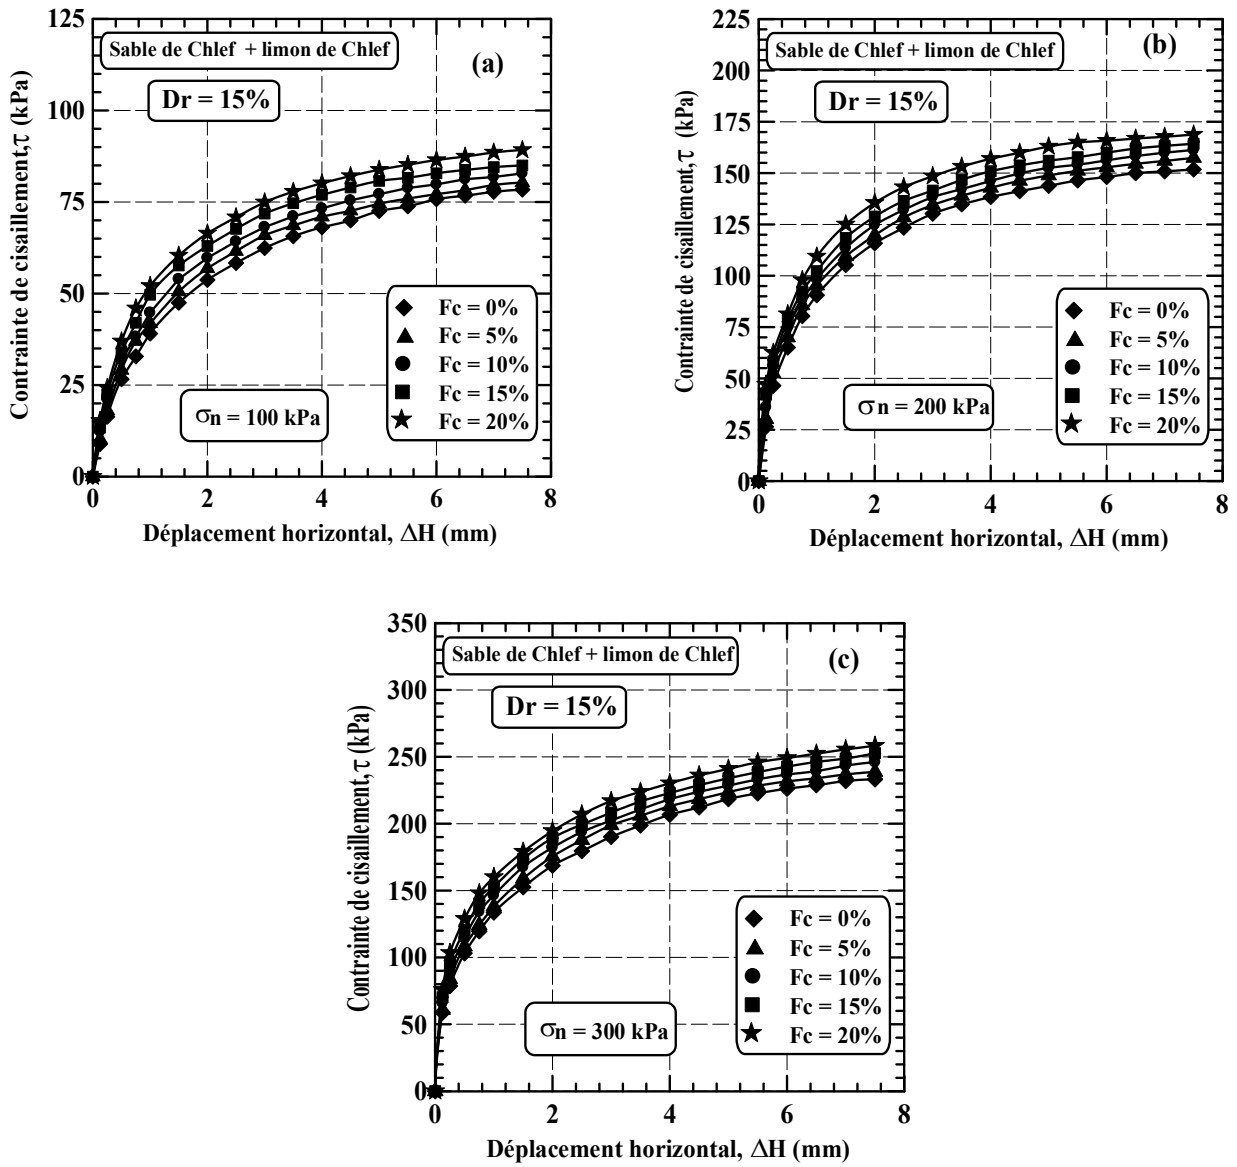 125
100
75
50
25
0
0 2 4 6 8
Contrainte de cisaillement,τ (kPa)
Déplacement horizontal, ΔH (mm)
Sable de Chlef + limon de Chlef
(a)
Dr = 15%
Fc = 0%
Fc = 5%
Fc = 10%
Fc = 15%
Fc = 20%
σn = 100 kPa
225
200
175
150
125
100
75
50
25
0
0 2 4 6 8
Contrainte de cisaillement,τ (kPa)
Déplacement horizontal, ΔH (mm)
Sable de Chlef + limon de Chlef
(b)
Dr = 15%
Fc = 0%
Fc = 5%
Fc = 10%
Fc = 15%
Fc = 20%
σn = 200 kPa
350
300
250
200
150
100
50
0
0 2 4 6 8
Contrainte de cisaillement,τ (kPa)
Déplacement horizontal, ΔH (mm)
Sable de Chlef + limon de Chlef
(c)
Dr = 15%
Fc = 0%
Fc = 5%
Fc = 10%
Fc = 15%
Fc = 20%
σn = 300 kPa